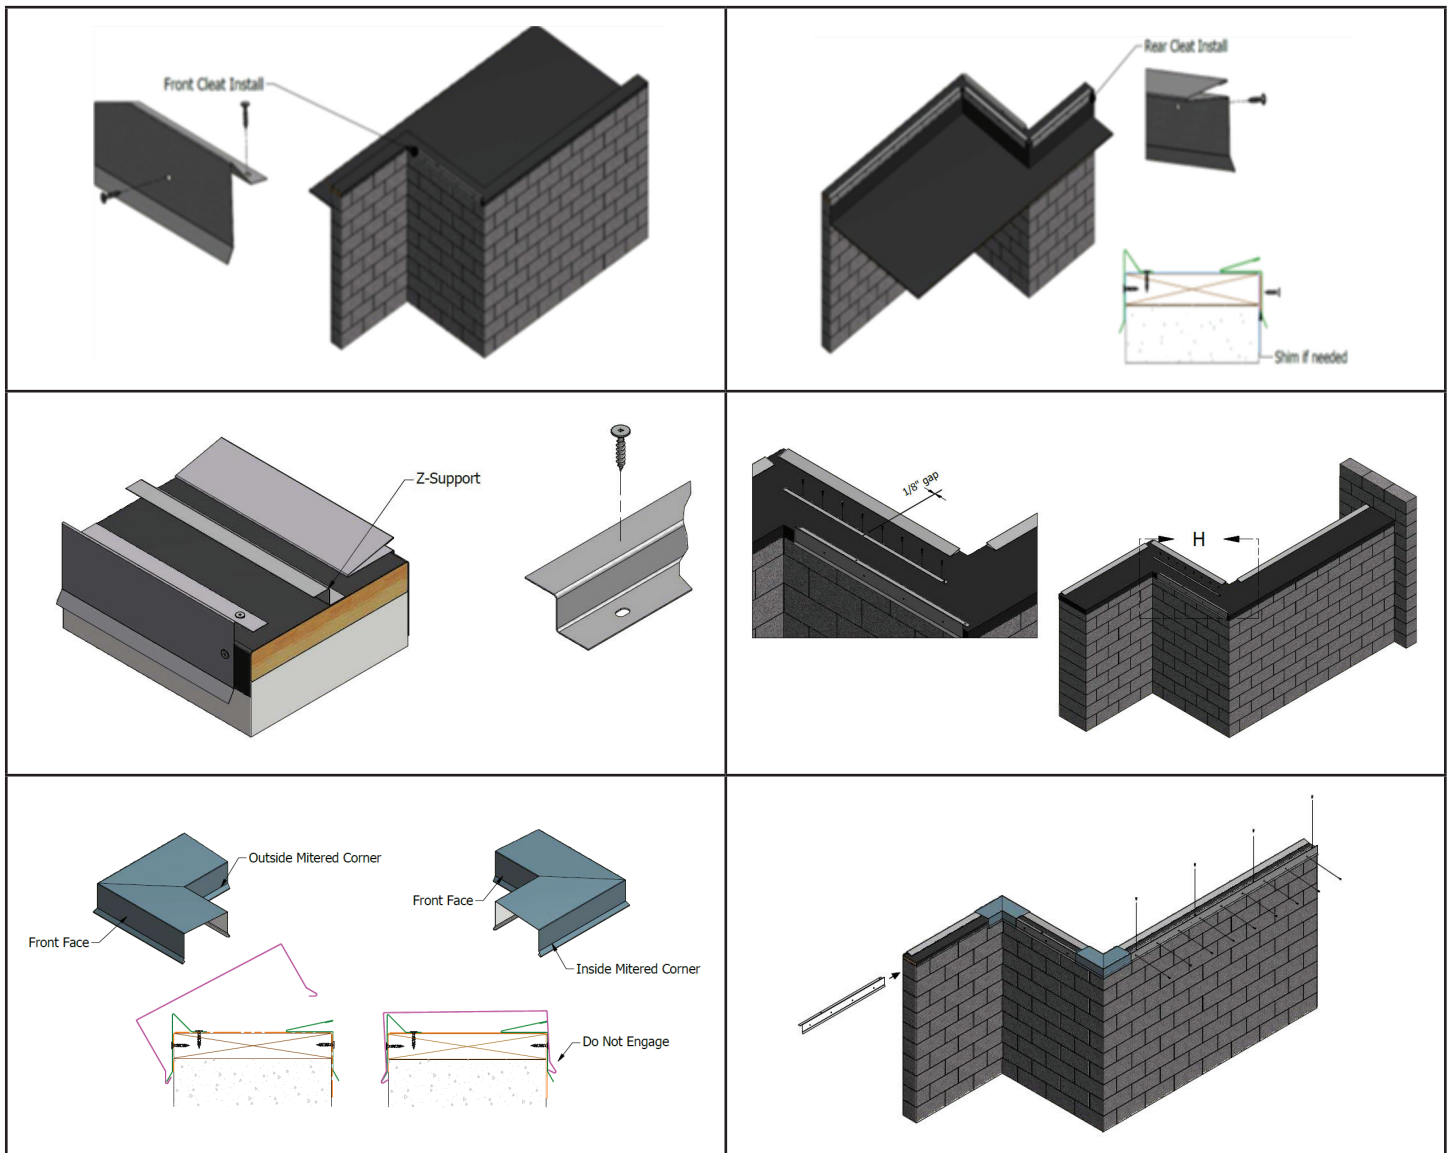 Front Cleat Install
Rear Cleat Install
Shim if needed
Z-Support
1/8" gap
H
Outside Mitered Corner
Front Face
Front Face
Inside Mitered Corner
Do Not Engage